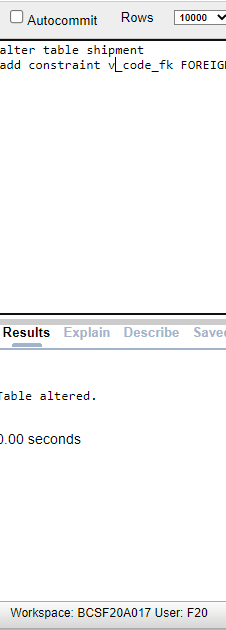 Autocommit Rows 10000
alter table shipment
add constraint v_code_fk FOREIG
Results Explain Describe Save
Table altered.
0.00 seconds
Workspace: BCSF20A017 User: F20